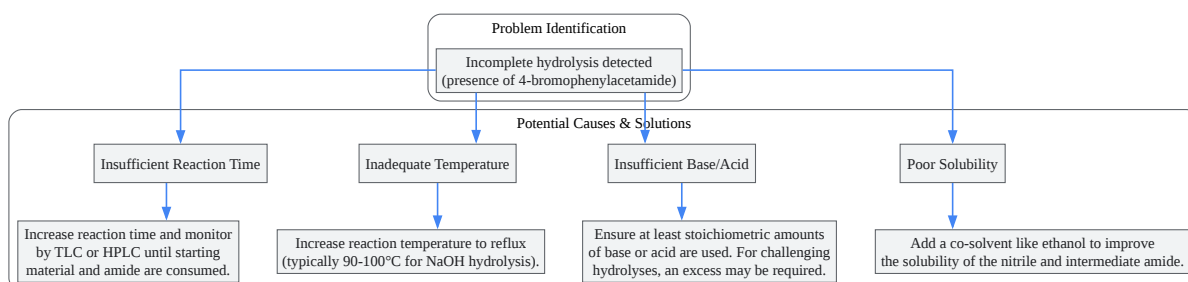 Problem Identification
Incomplete hydrolysis detected
(presence of 4-bromophenylacetamide)
Potential Causes & Solutions
Insufficient Reaction Time
Inadequate Temperature
Insufficient Base/Acid
Poor Solubility
Increase reaction time and monitor
by TLC or HPLC until starting
material and amide are consumed.
Increase reaction temperature to reflux
(typically 90-100°C for NaOH hydrolysis).
Ensure at least stoichiometric amounts
of base or acid are used. For challenging
hydrolyses, an excess may be required.
Add a co-solvent like ethanol to improve
the solubility of the nitrile and intermediate amide.